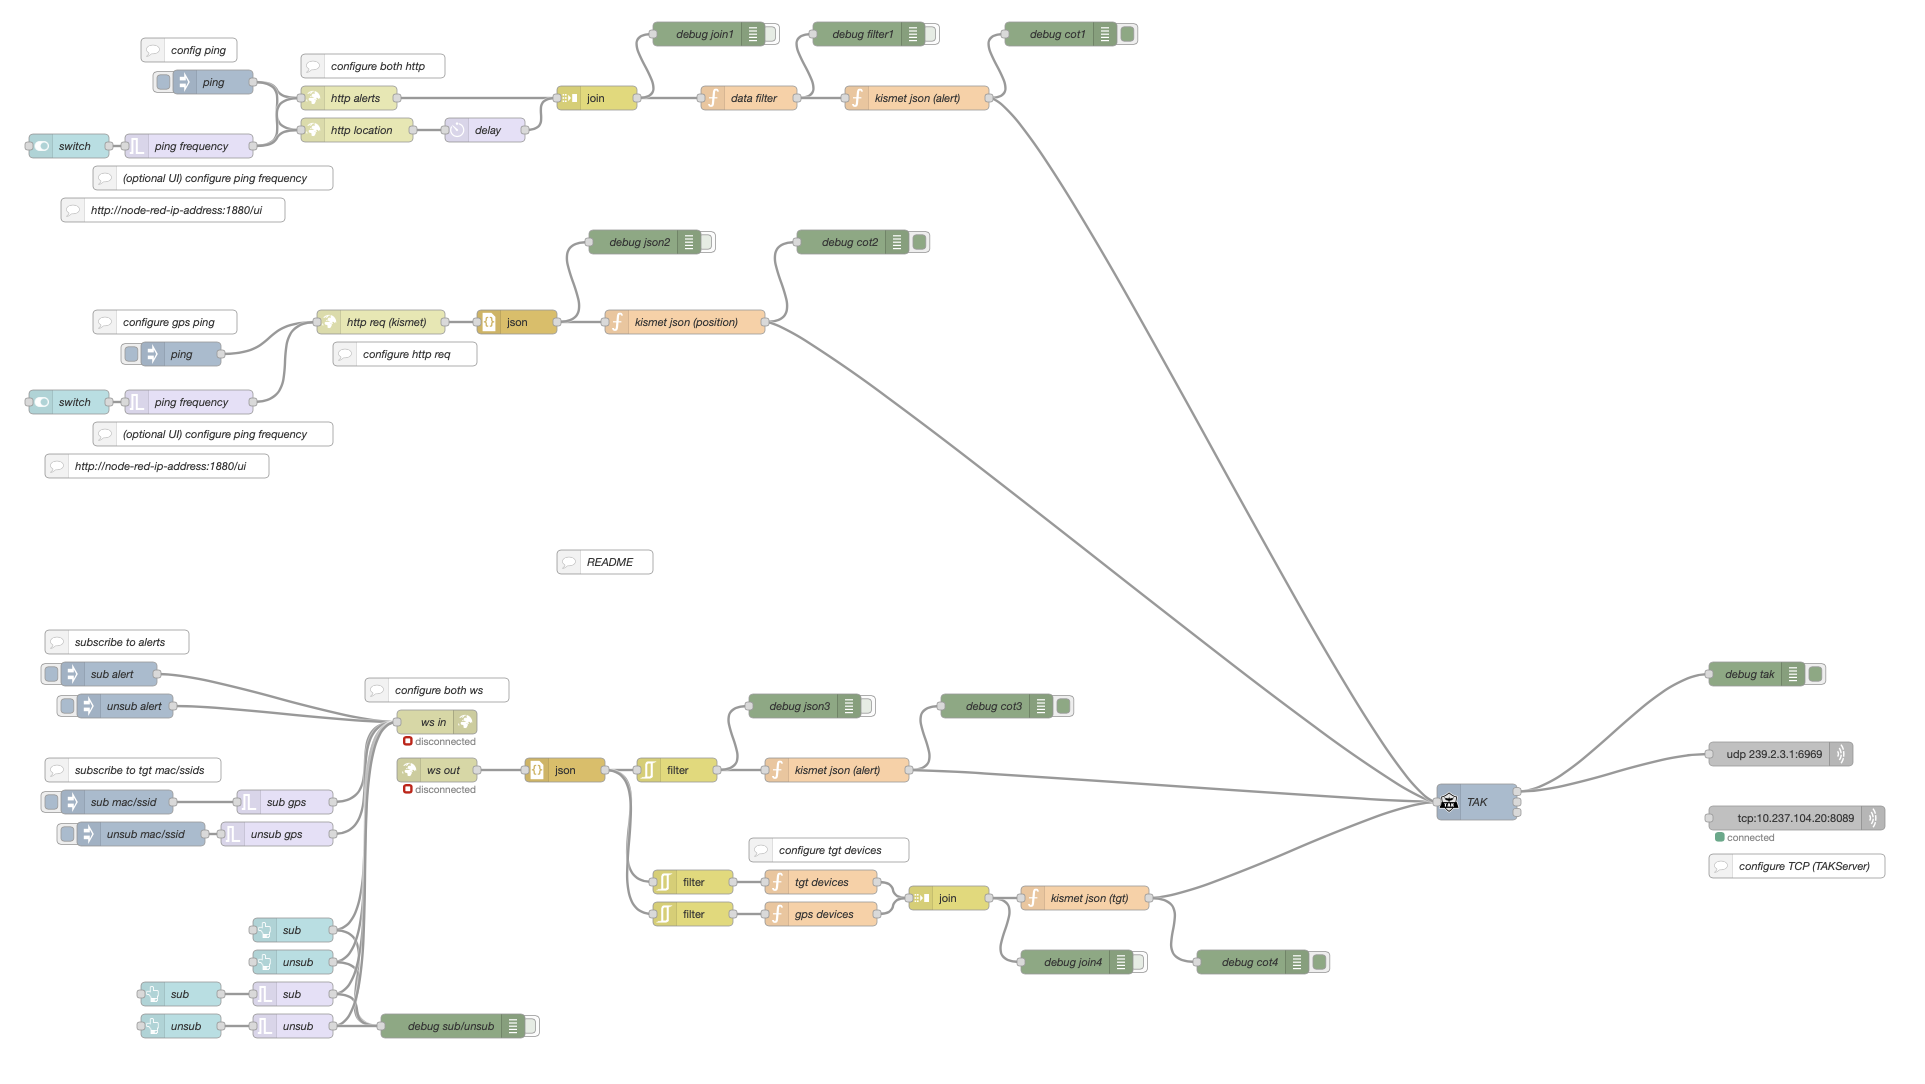 debug join1
debug filter1
debug cot1
config ping
configure both http
ping
http alerts
join
data filter
kismet json (alert)
http location
delay
switch
ping frequency
(optional UI) configure ping frequency
http://node-red-ip-address:1880/ui
debug json2
debug cot2
configure gps ping
http req (kismet)
json
kismet json (position)
ping
configure http req
switch
ping frequency
(optional UI) configure ping frequency
http://node-red-ip-address:1880/ui
README
subscribe to alerts
sub alert
unsub alert
configure both ws
ws in
disconnected
debug json3
debug cot3
debug tak
udp 239.2.3.1:6969
subscribe to tgt mac/ssids
ws out
disconnected
json
filter
kismet json (alert)
sub mac/ssid
sub gps
TAK
TAK
tcp:10.237.104.20:8089
connected
unsub mac/ssid
unsub gps
configure tgt devices
configure TCP (TAKServer)
filter
tgt devices
join
kismet json (tgt)
filter
gps devices
sub
unsub
debug join4
debug cot4
sub
sub
unsub
unsub
debug sub/unsub